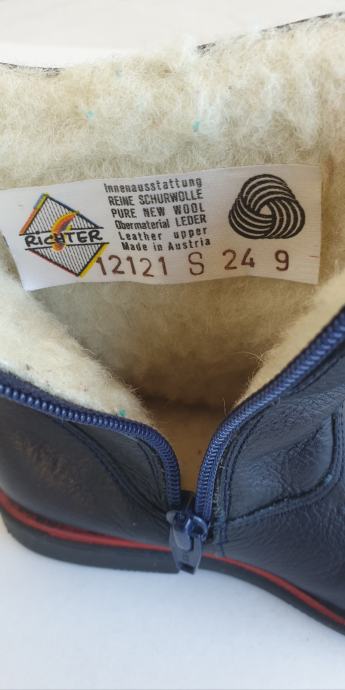 RICHTER
Innenausstattung
REINE SCHURWOLLE
PURE NEW WOOL
Obermaterial LEDER
Leather upper
Made in Austria
12121 S 24 9